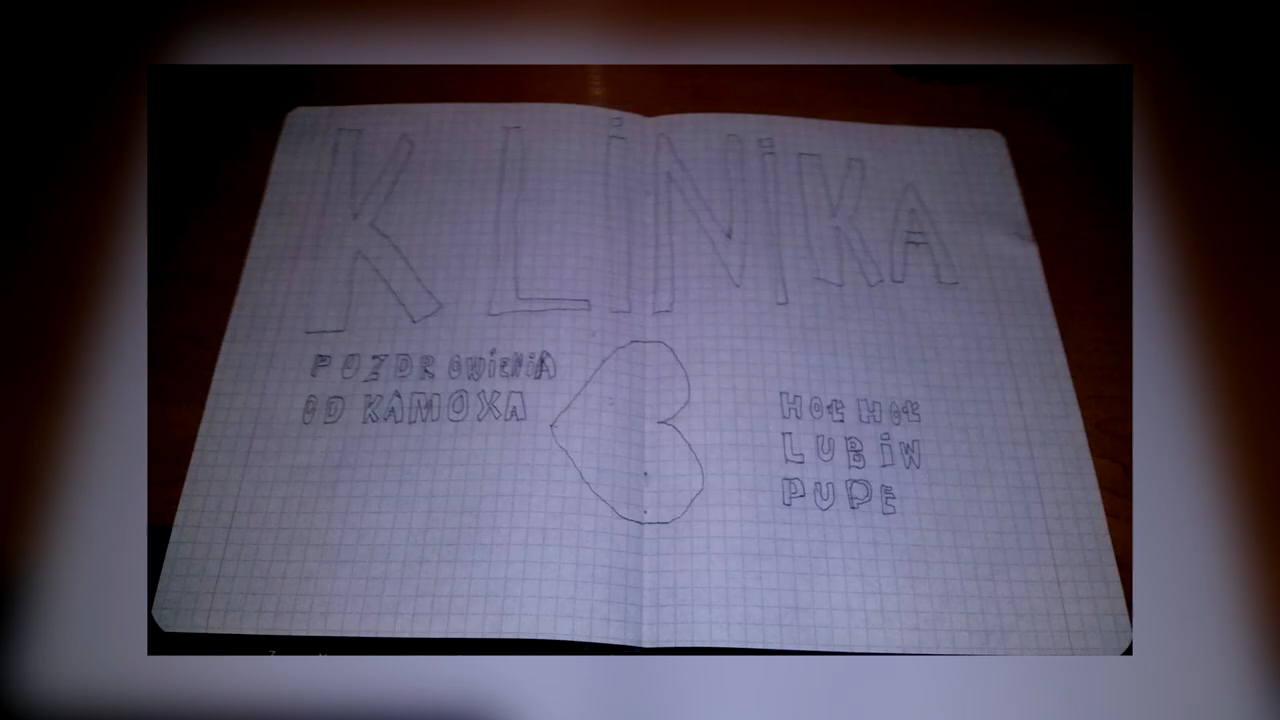 KLiNiKA
POZDROWiENiA
OD KAMOXA
HOt HOt
LUBiW
PUPE